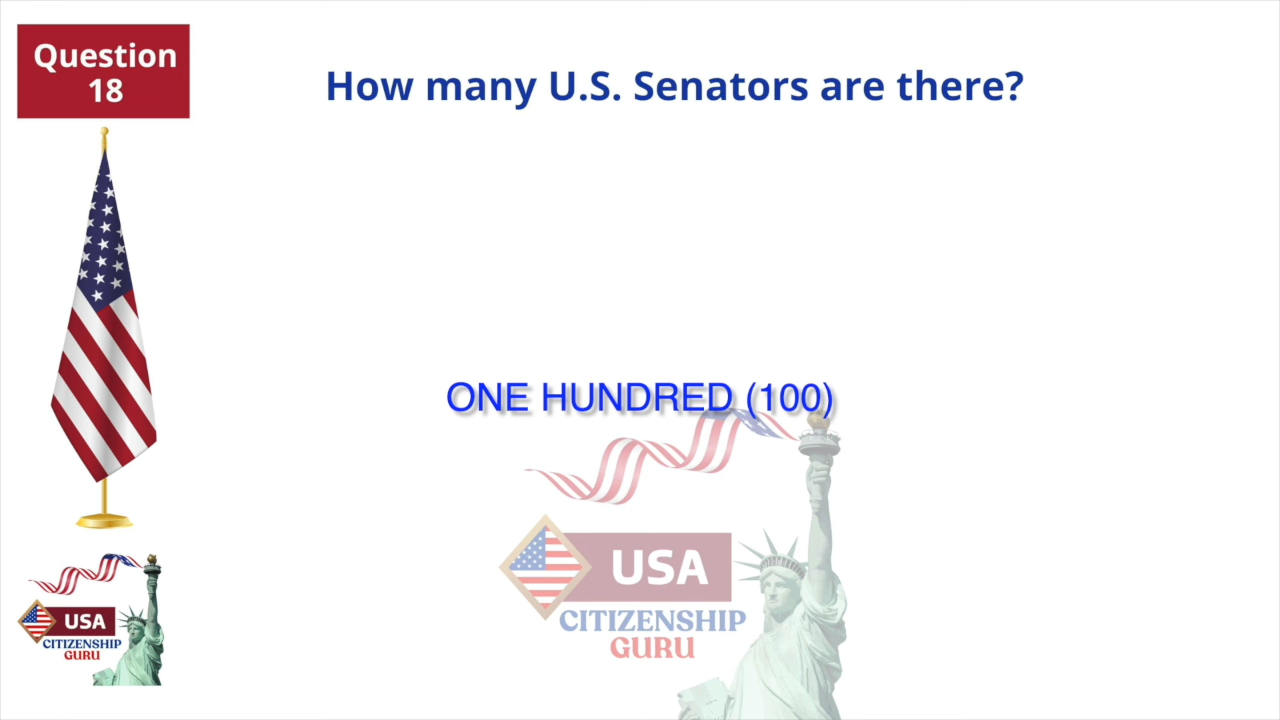 Question
18
How many U.S. Senators are there?
ONE HUNDRED (100)
USA
CITIZENSHIP
GURU
USA
CITIZENSHIP
GURU